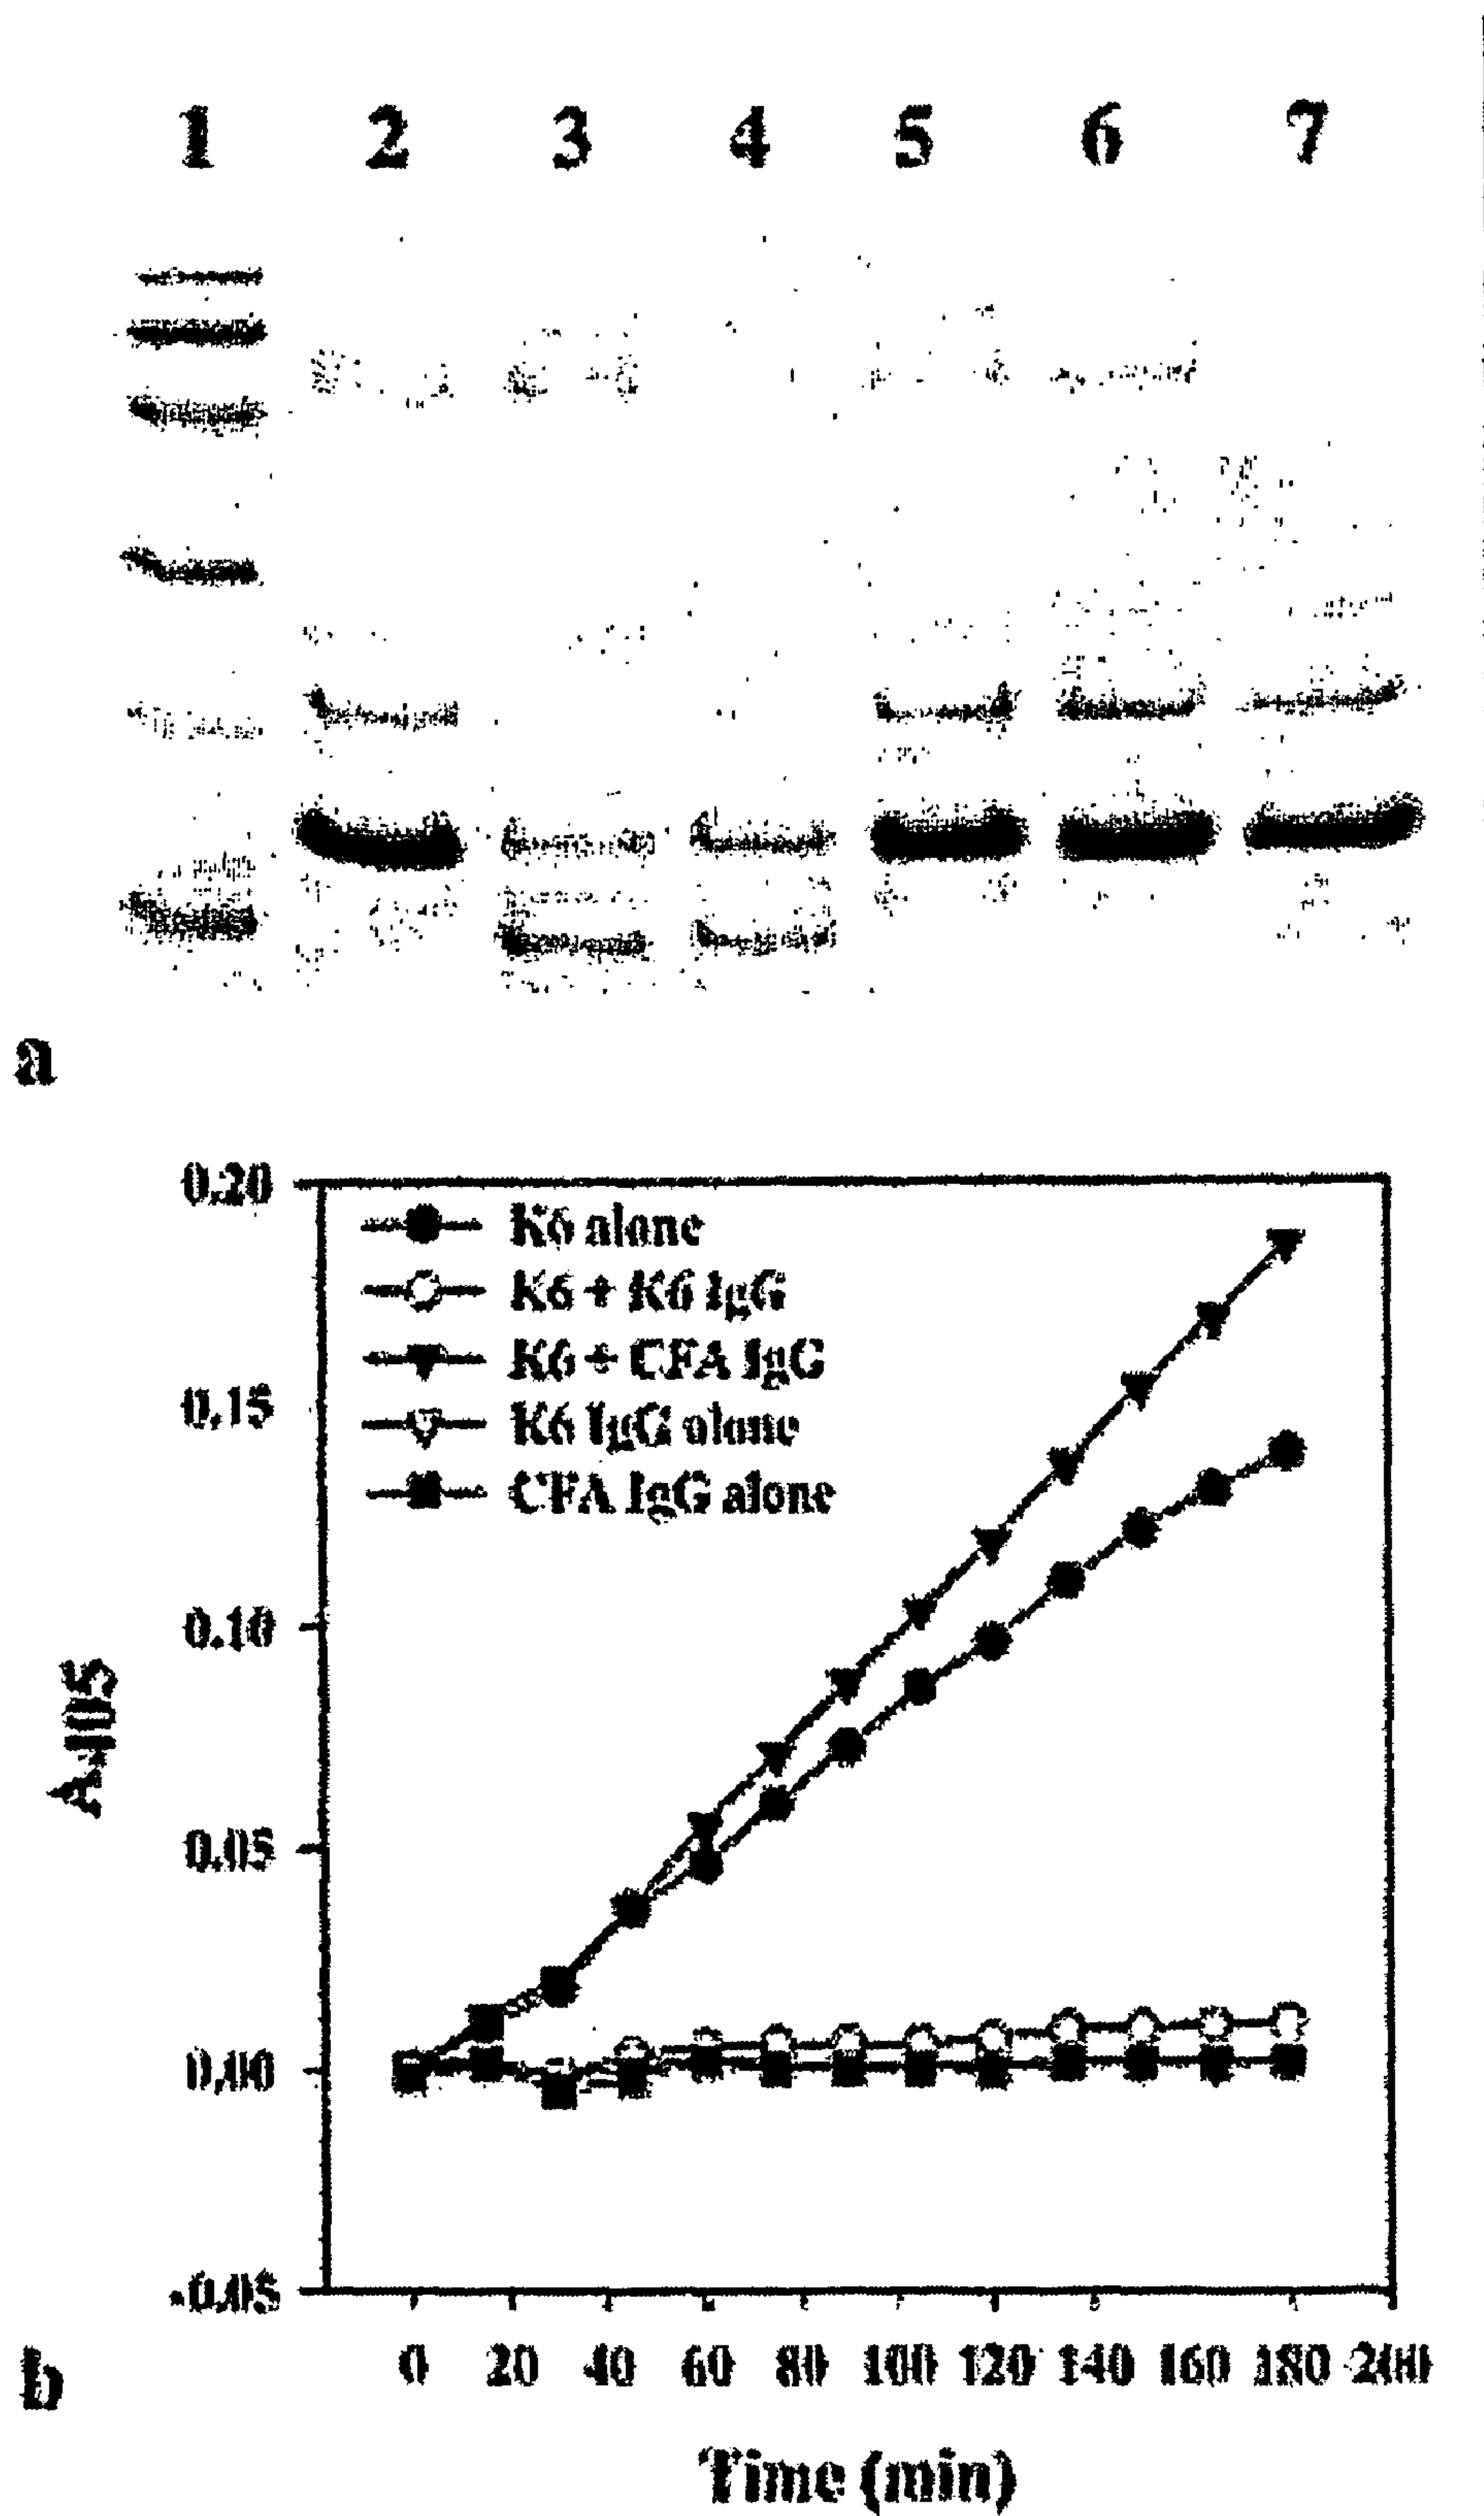 1 2 3 4 5 6 7
a
0.20
K6 alone
K6 + K6 IgG
K6 + CFA IgG
K6 IgG alone
CFA IgG alone
0.15
0.10
0.05
0.00
-0.05
A405
b
0 20 40 60 80 100 120 140 160 180 200
Time (min)